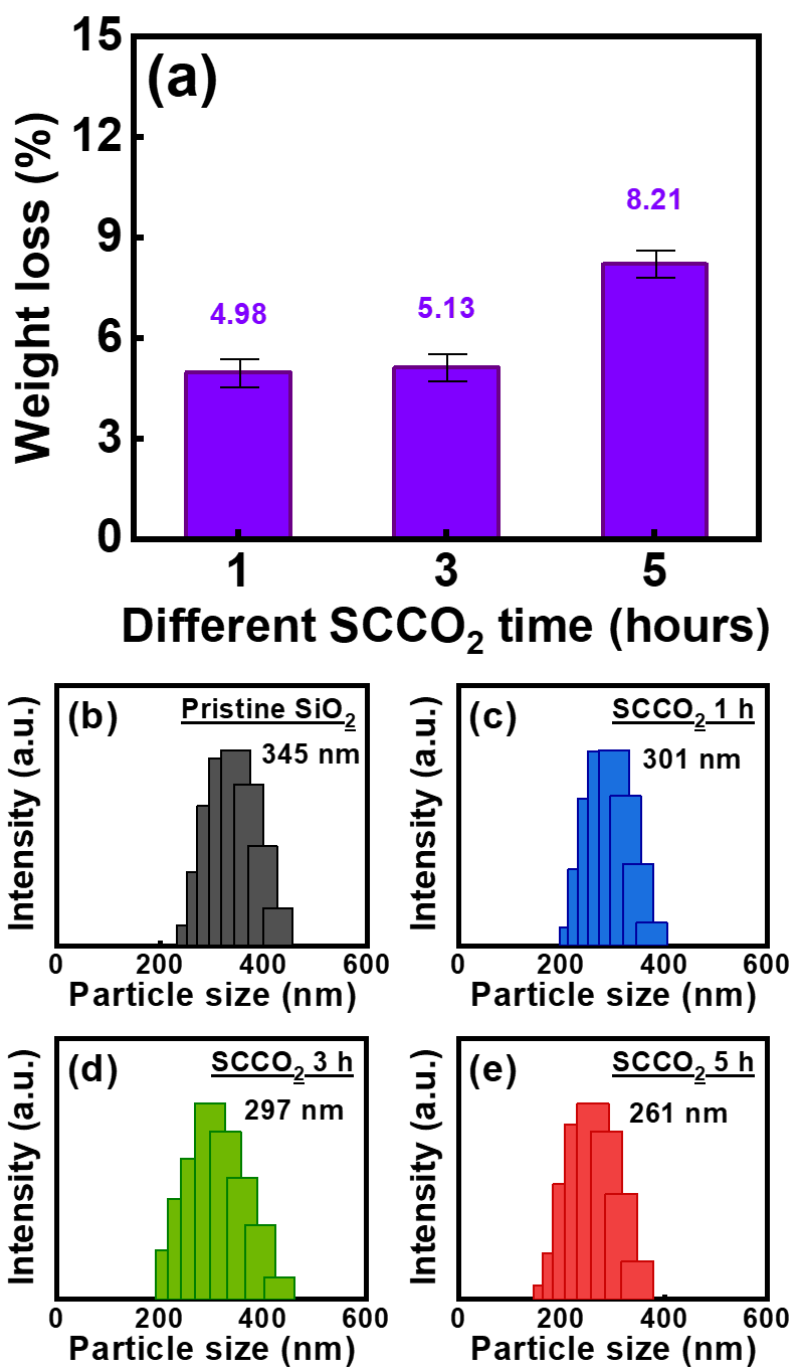 (a)
Weight loss (%)
15
12
9
6
3
0
4.98
5.13
8.21
1 3 5
Different SCCO₂ time (hours)
(b)
Pristine SiO₂
345 nm
Intensity (a.u.)
0 200 400 600
Particle size (nm)
(c)
SCCO₂ 1 h
301 nm
Intensity (a.u.)
0 200 400 600
Particle size (nm)
(d)
SCCO₂ 3 h
297 nm
Intensity (a.u.)
0 200 400 600
Particle size (nm)
(e)
SCCO₂ 5 h
261 nm
Intensity (a.u.)
0 200 400 600
Particle size (nm)